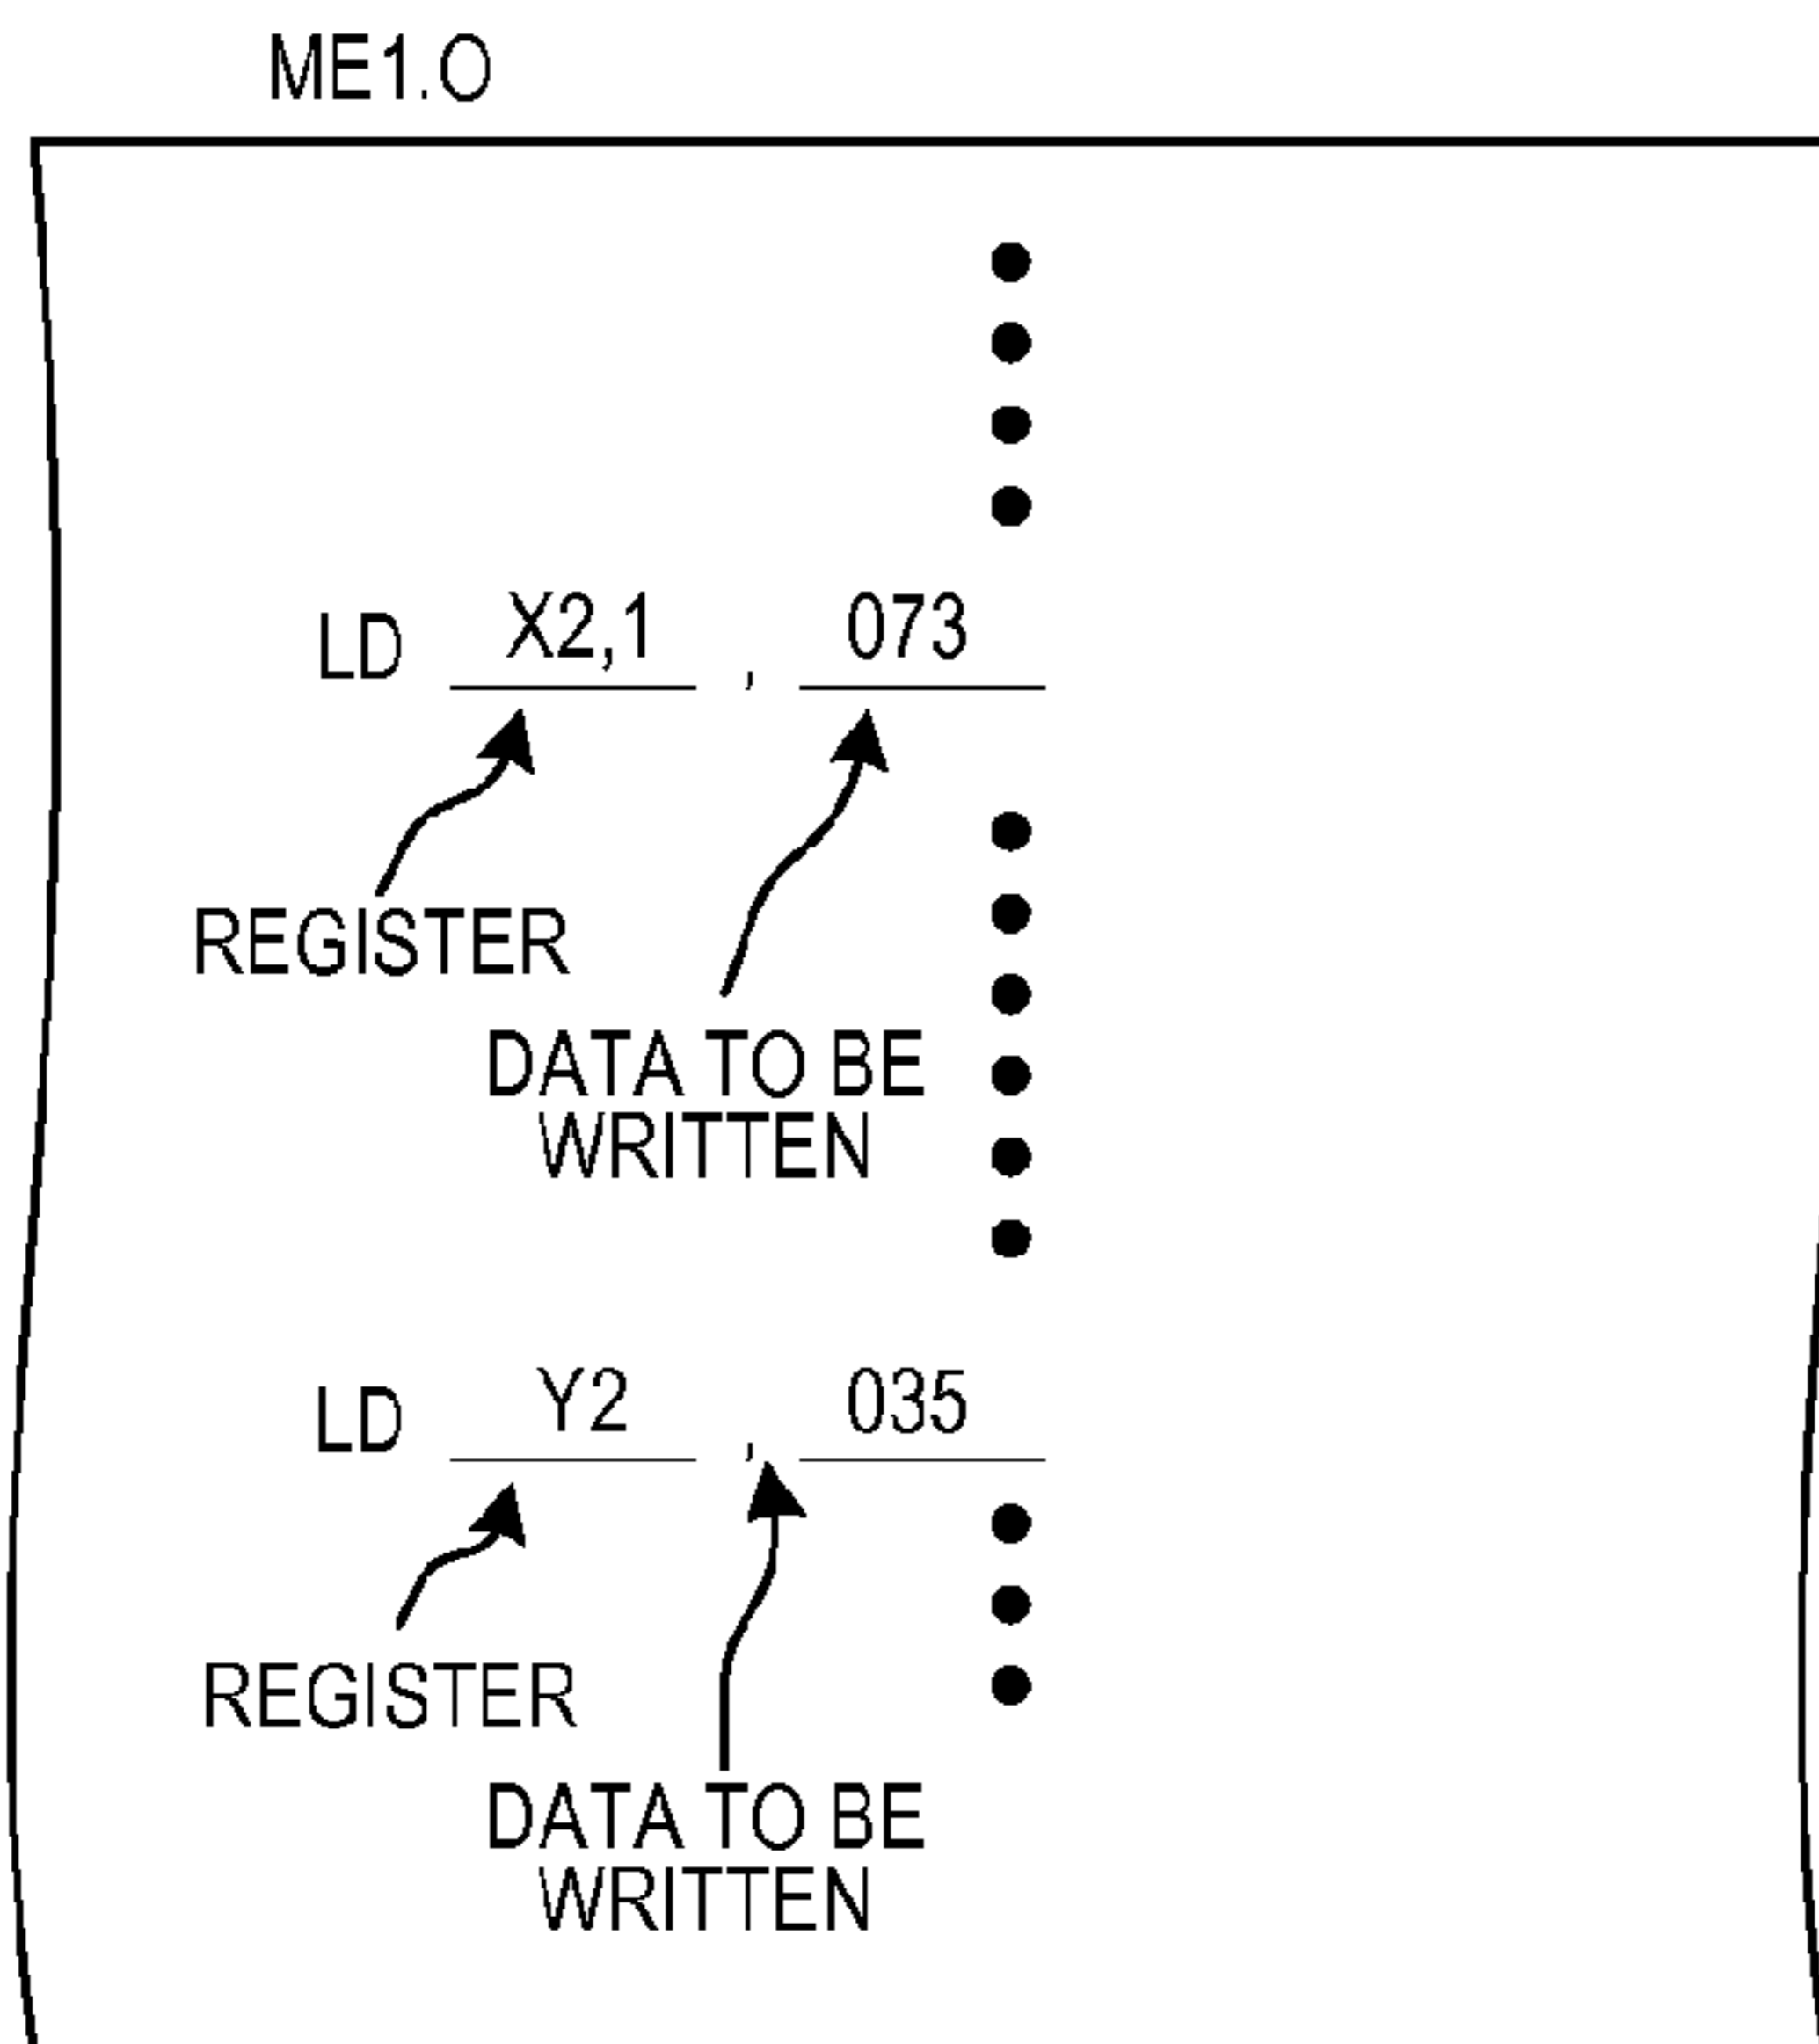 ME1.O
LD X2,1 , 073
REGISTER
DATA TO BE
WRITTEN
LD Y2 , 035
REGISTER
DATA TO BE
WRITTEN